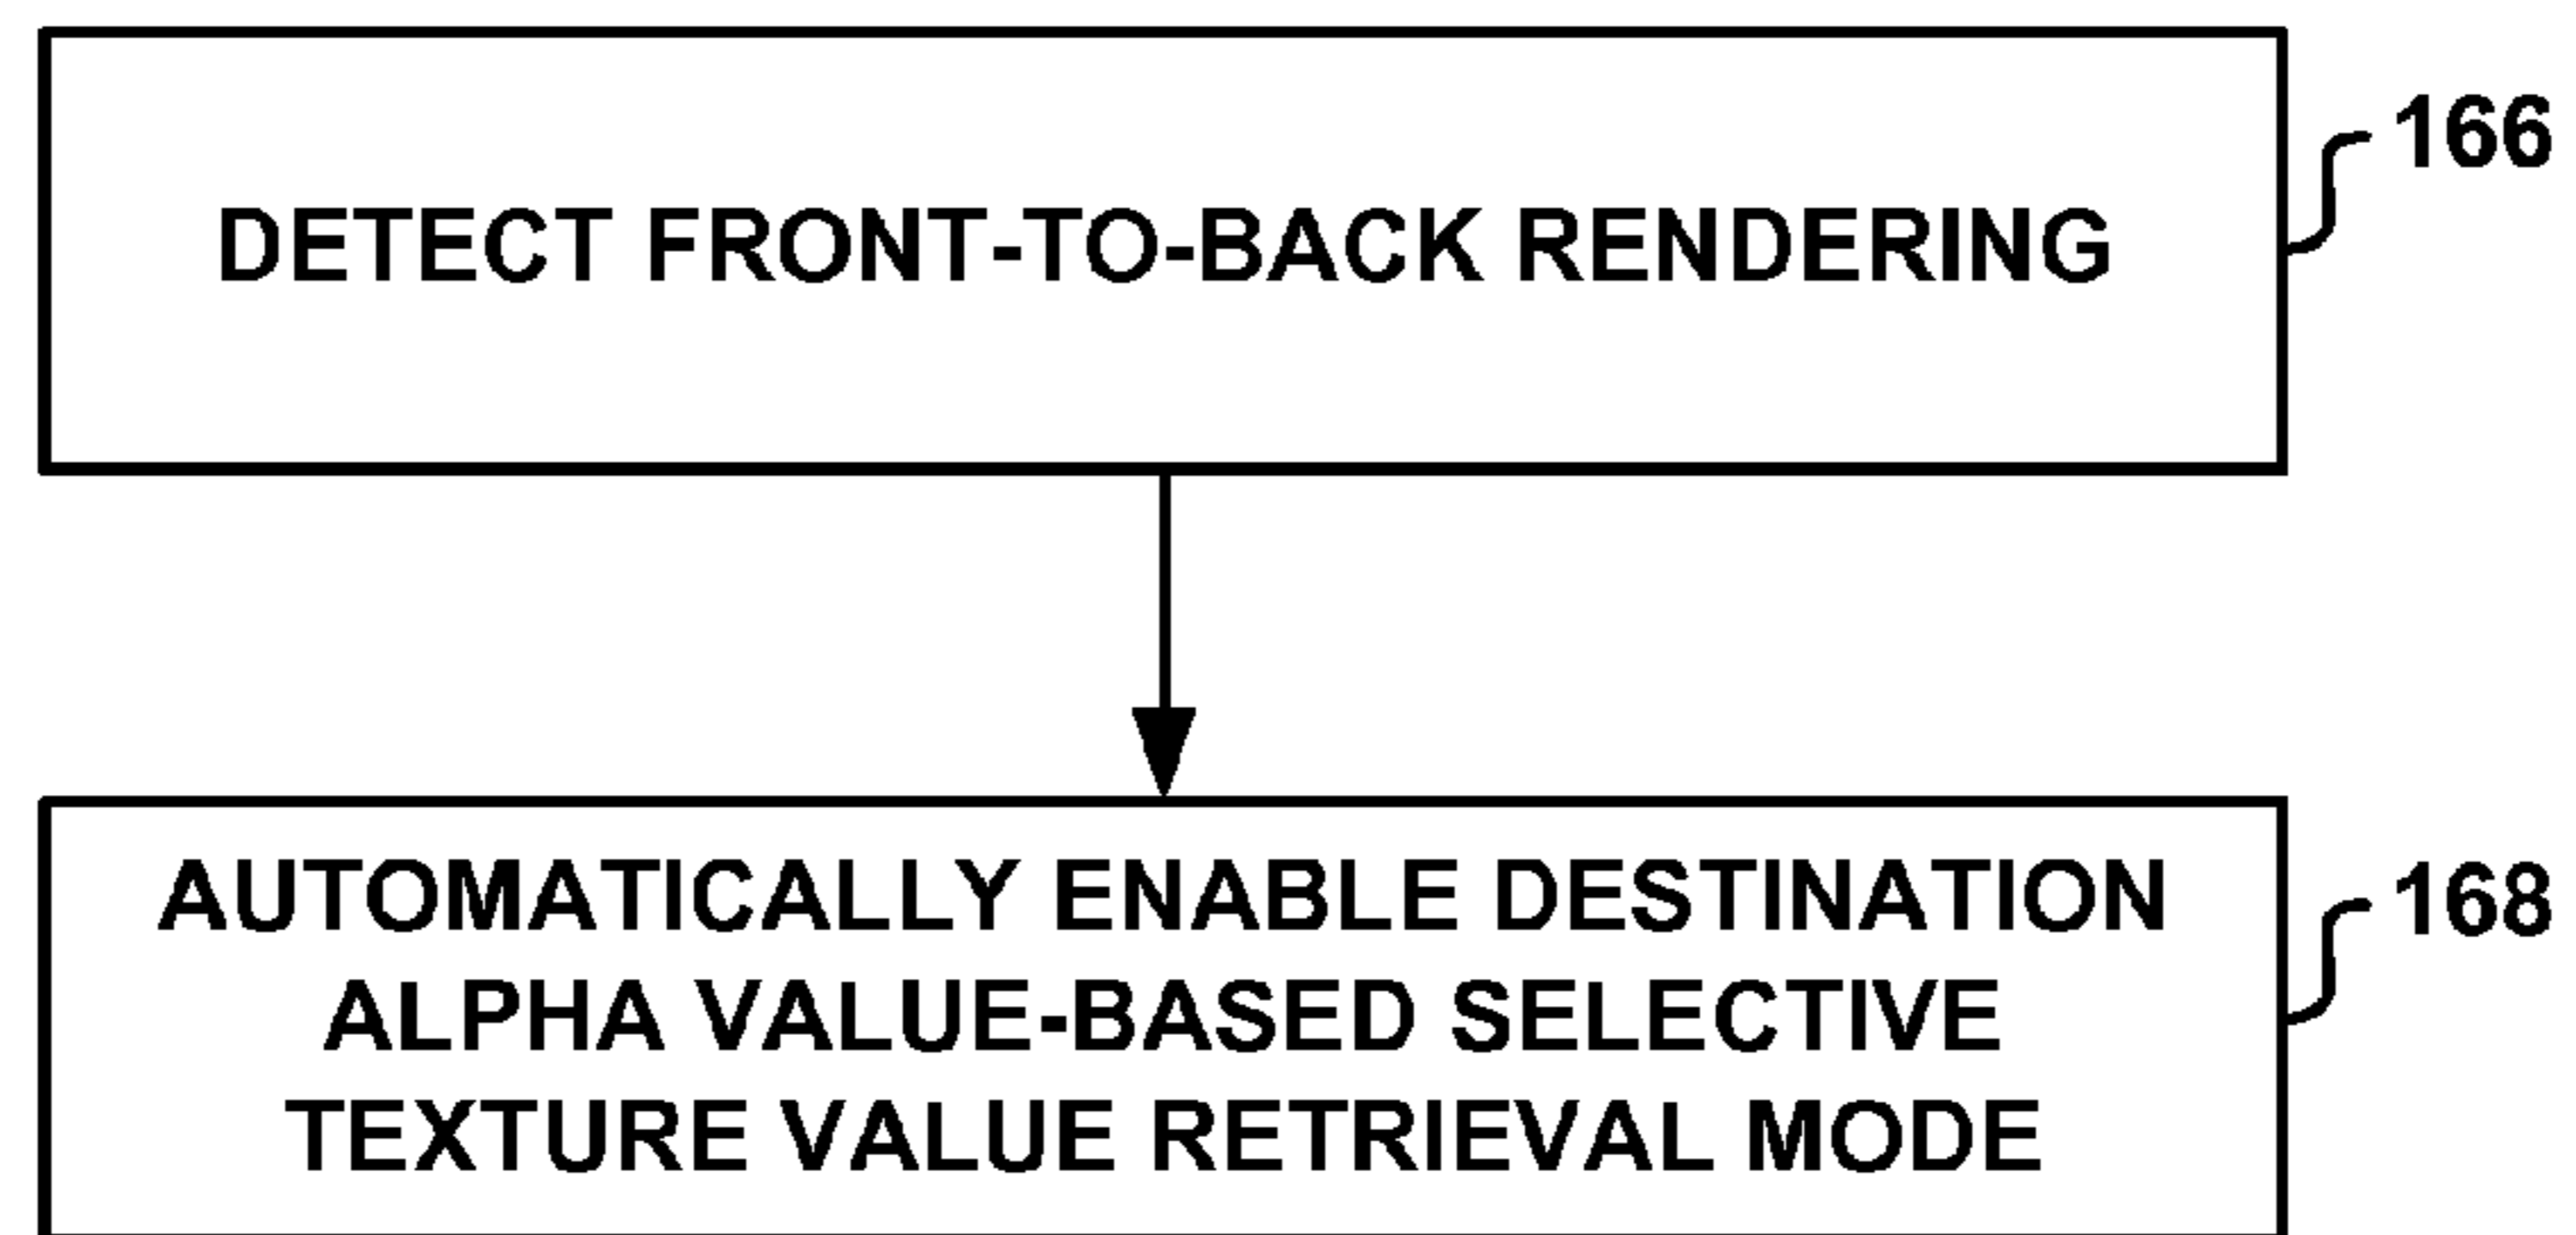 166
DETECT FRONT-TO-BACK RENDERING
168
AUTOMATICALLY ENABLE DESTINATION
ALPHA VALUE-BASED SELECTIVE
TEXTURE VALUE RETRIEVAL MODE